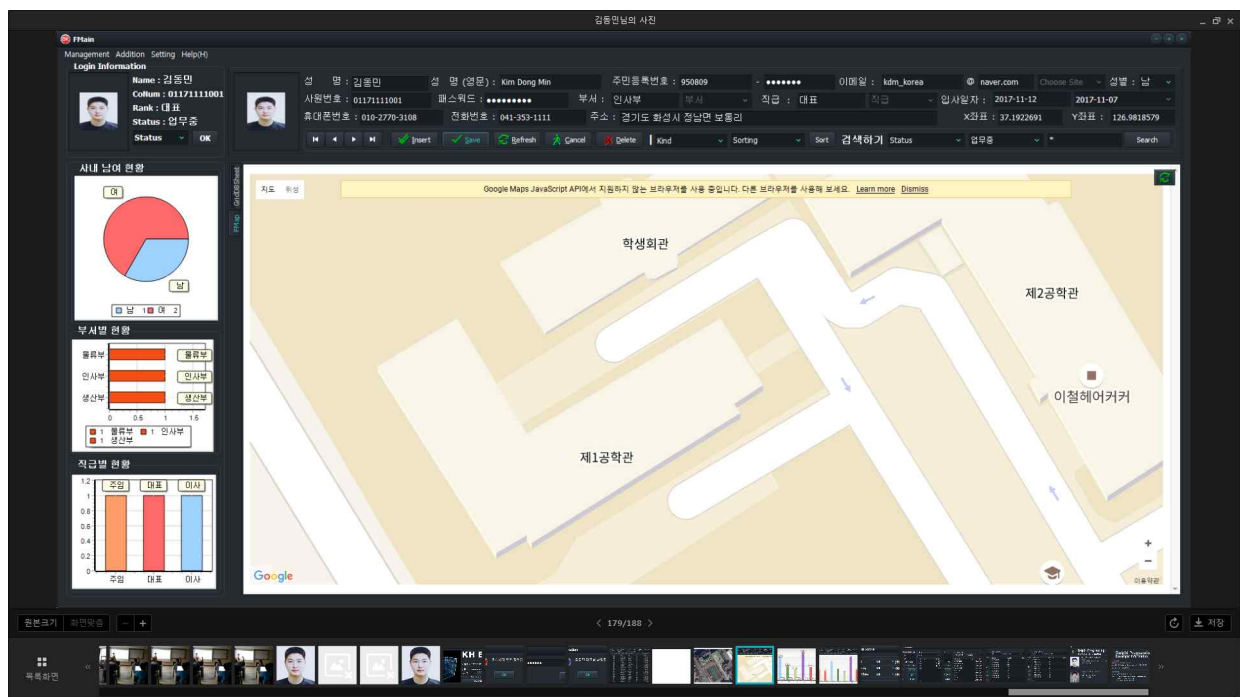 김동민님의 사진
FMain
Management Addition Setting Help(H)
Login Information
Name : 김동민
CoNum : 01171111001
Rank : 대표
Status : 업무중
Status OK
성 명 : 김동민 성 명 (영문) : Kim Dong Min 주민등록번호 : 950809 - ●●●●●●● 이메일 : kdm_korea @ naver.com Choose Site 성별 : 남
사원번호 : 01171111001 패스워드 : ●●●●●●●●● 부서 : 인사부 부서 직급 : 대표 직급 입사일자 : 2017-11-12 2017-11-07
휴대폰번호 : 010-2770-3108 전화번호 : 041-353-1111 주소 : 경기도 화성시 정남면 보통리 X좌표 : 37.1922691 Y좌표 : 126.9818579
Insert Save Refresh Cancel Delete Kind Sorting Sort 검색하기 Status 업무중 * Search
사내 남여 현황
여
남
남 1 여 2
부서별 현황
물류부 물류부
인사부 인사부
생산부 생산부
0 0.5 1 1.5
1 물류부 1 인사부
1 생산부
직급별 현황
1.2 주임 대표 이사
1
0.8
0.6
0.4
0.2
0
주임 대표 이사
GridDBSheet
FMap
지도 위성
Google Maps JavaScript API에서 지원하지 않는 브라우저를 사용 중입니다. 다른 브라우저를 사용해 보세요. Learn more Dismiss
학생회관
제2공학관
이철헤어커커
제1공학관
+
−
Google
이용약관
원본크기 화면맞춤 − +
< 179/188 >
저장
목록화면
KH E